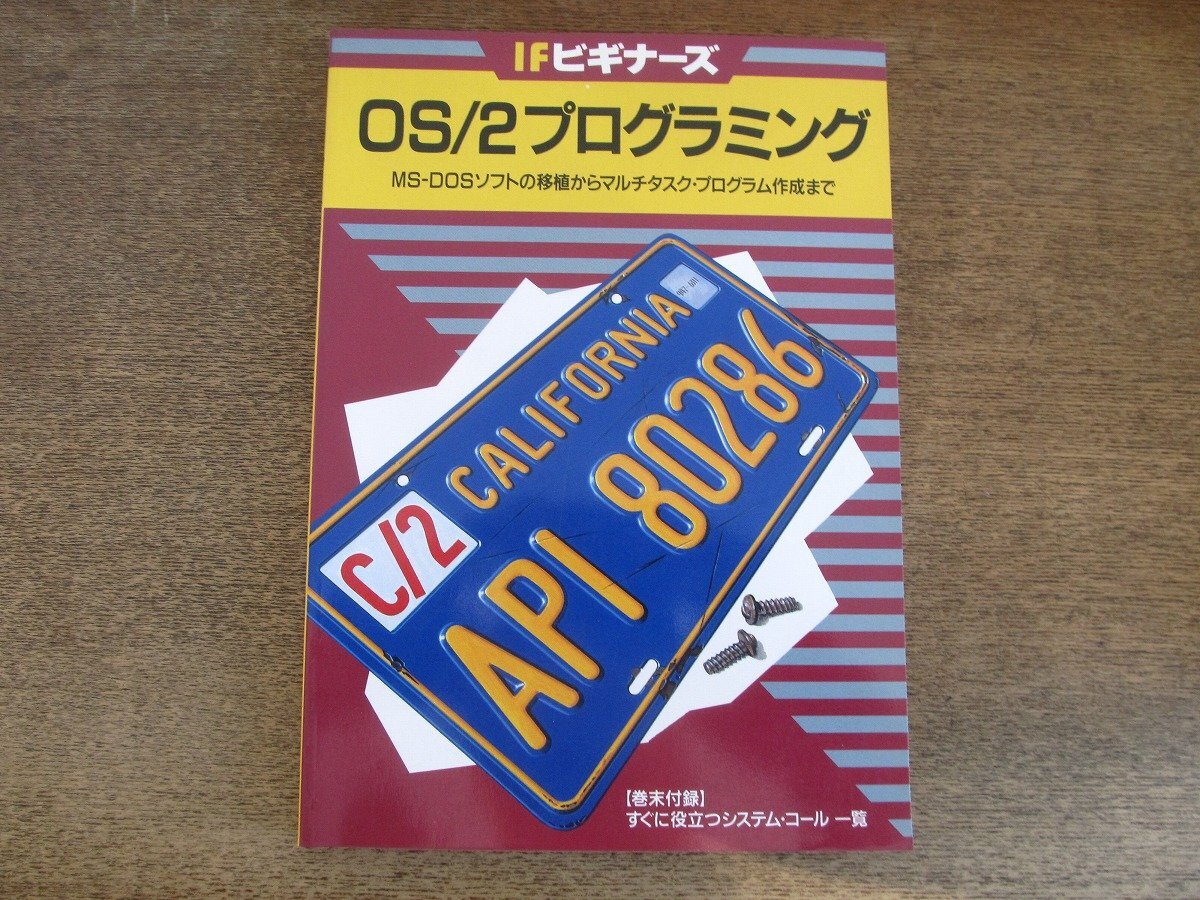 IFビギナーズ
OS/2プログラミング
MS-DOSソフトの移植からマルチタスク・プログラム作成まで
CALIFORNIA
C/2
API 80286
【巻末付録】
すぐに役立つシステム・コール 一覧